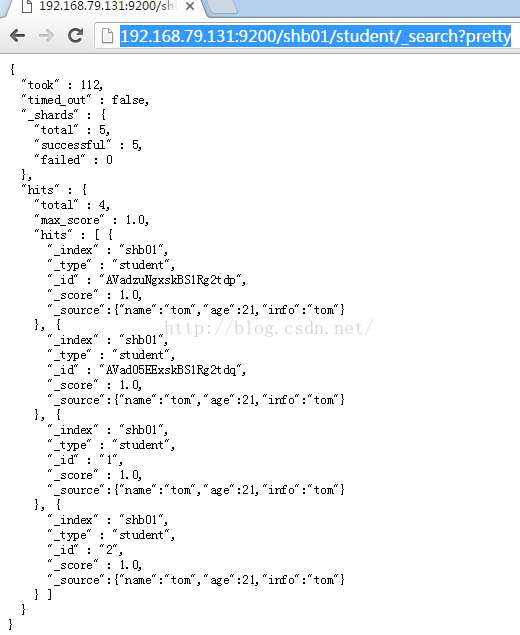 192.168.79.131:9200/shb
192.168.79.131:9200/shb01/student/_search?pretty
{
"took" : 112,
"timed_out" : false,
"_shards" : {
"total" : 5,
"successful" : 5,
"failed" : 0
},
"hits" : {
"total" : 4,
"max_score" : 1.0,
"hits" : [ {
"_index" : "shb01",
"_type" : "student",
"_id" : "AVadzuNgxskBS1Rg2tdp",
"_score" : 1.0,
"_source":{"name":"tom","age":21,"info":"tom"}
}, {
http://blog.csdn.net/
"_index" : "shb01",
"_type" : "student",
"_id" : "AVad05EExskBS1Rg2tdq",
"_score" : 1.0,
"_source":{"name":"tom","age":21,"info":"tom"}
}, {
"_index" : "shb01",
"_type" : "student",
"_id" : "1",
"_score" : 1.0,
"_source":{"name":"tom","age":21,"info":"tom"}
}, {
"_index" : "shb01",
"_type" : "student",
"_id" : "2",
"_score" : 1.0,
"_source":{"name":"tom","age":21,"info":"tom"}
} ]
}
}